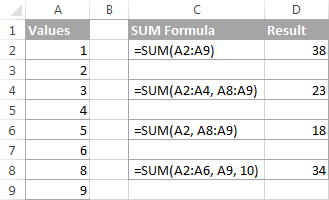 A B C D
1 Values SUM Formula Result
2 1 =SUM(A2:A9) 38
3 2
4 3 =SUM(A2:A4, A8:A9) 23
5 4
6 5 =SUM(A2, A8:A9) 18
7 6
8 8 =SUM(A2:A6, A9, 10) 34
9 9